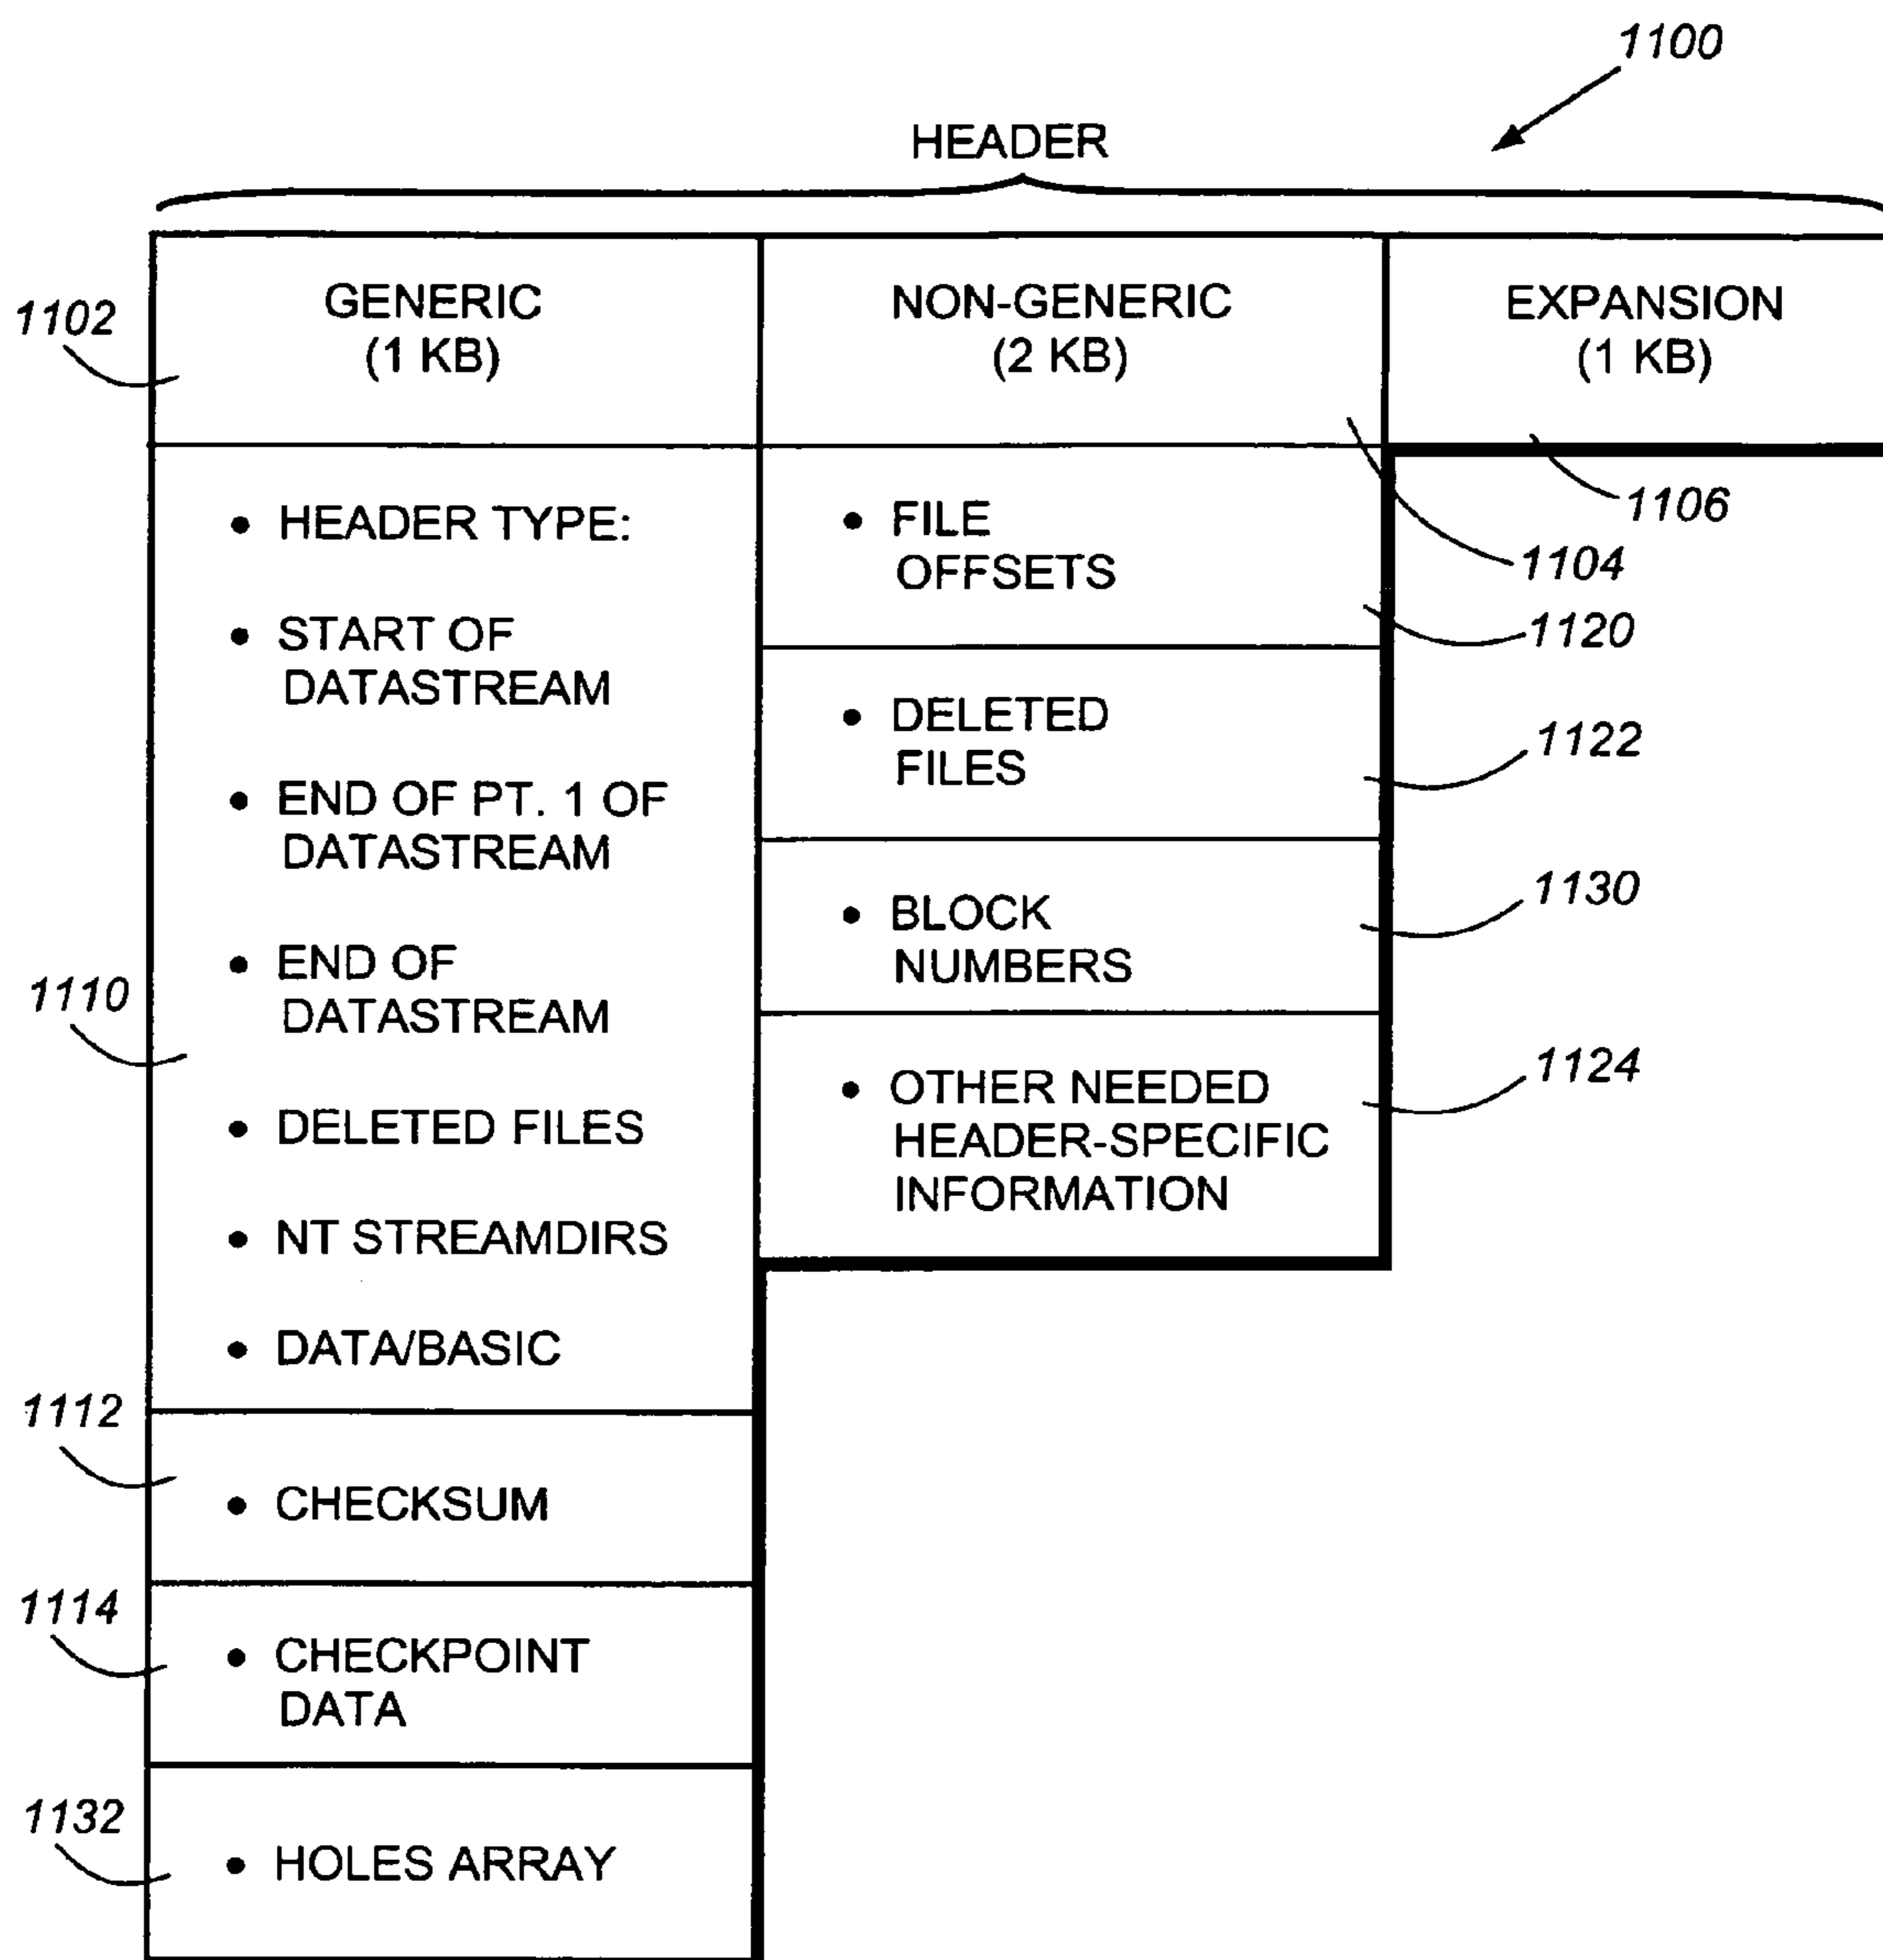 1100
HEADER
1102
GENERIC
(1 KB)
NON-GENERIC
(2 KB)
EXPANSION
(1 KB)
1106
1104
1110
• HEADER TYPE:
• START OF
DATASTREAM
• END OF PT. 1 OF
DATASTREAM
• END OF
DATASTREAM
• DELETED FILES
• NT STREAMDIRS
• DATA/BASIC
1112
• CHECKSUM
1114
• CHECKPOINT
DATA
1132
• HOLES ARRAY
• FILE
OFFSETS
1120
• DELETED
FILES
1122
• BLOCK
NUMBERS
1130
• OTHER NEEDED
HEADER-SPECIFIC
INFORMATION
1124